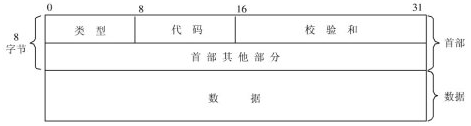 0 8 16 31
类 型 代 码 校 验 和
8
字节
首部
首 部 其 他 部 分
数 据
数据